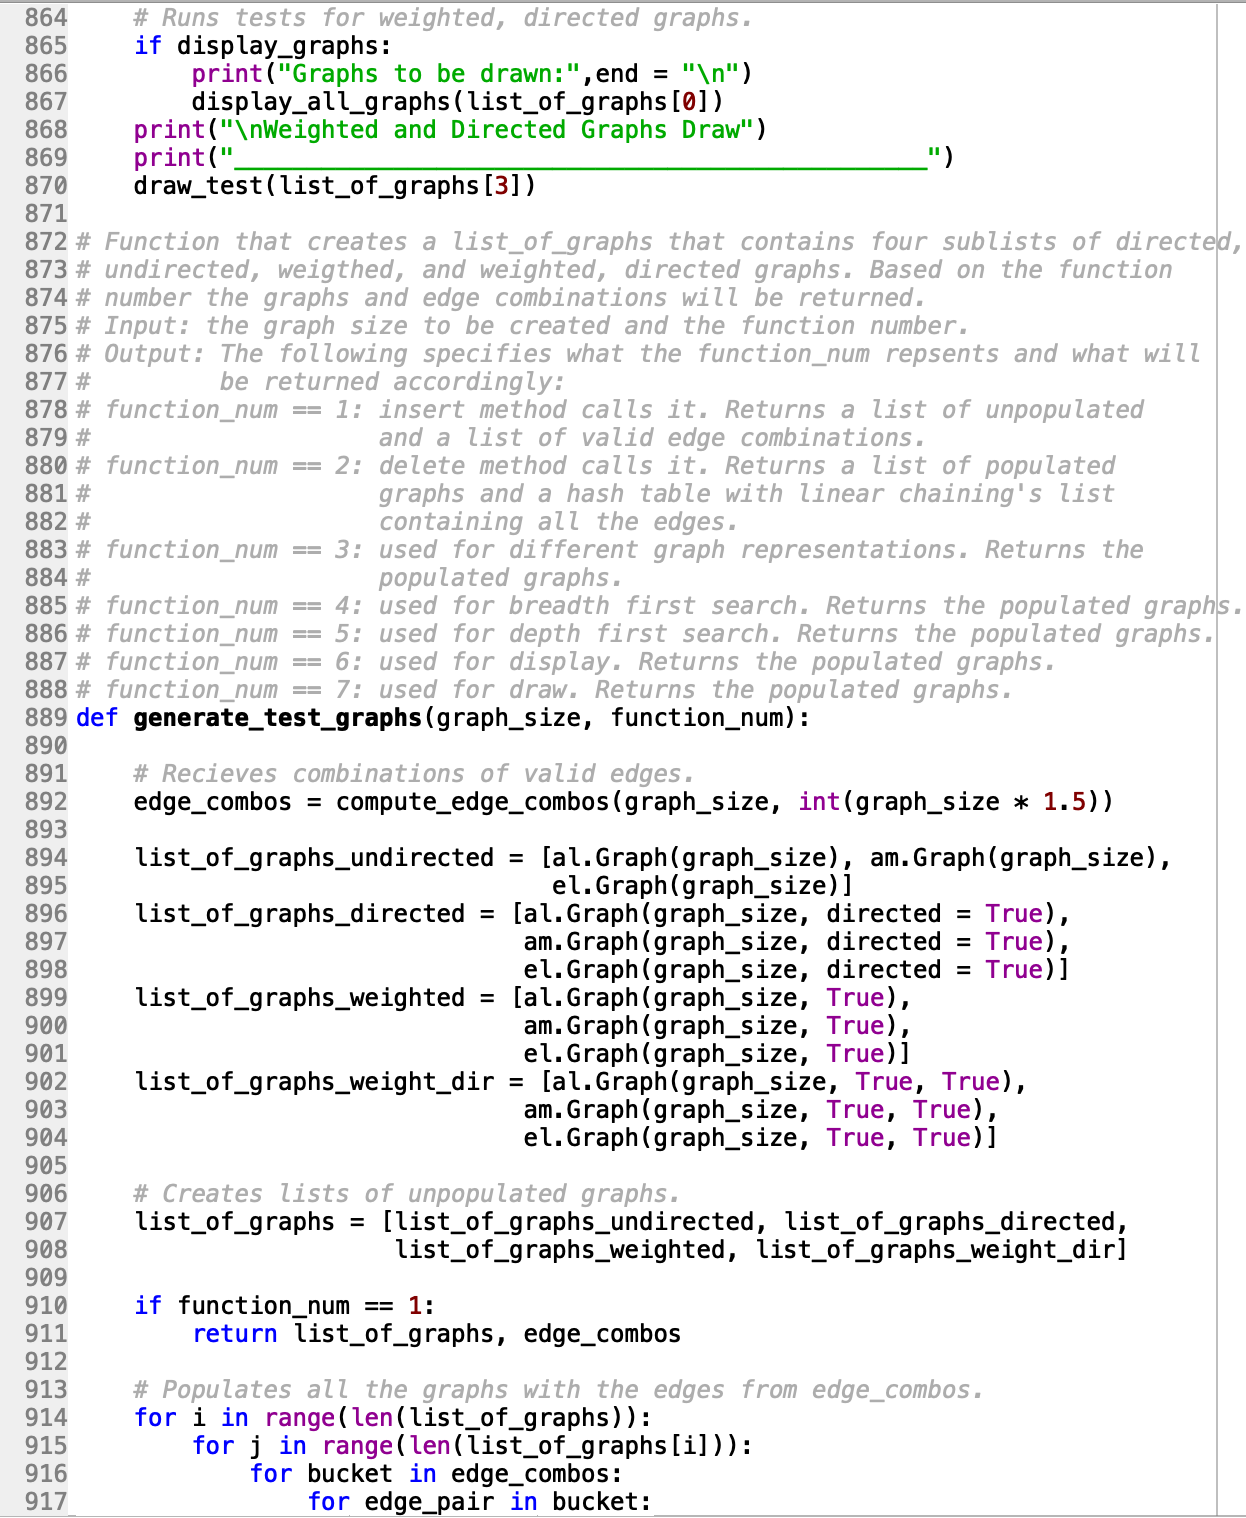 864     # Runs tests for weighted, directed graphs.
865     if display_graphs:
866         print("Graphs to be drawn:",end = "\n")
867         display_all_graphs(list_of_graphs[0])
868     print("\nWeighted and Directed Graphs Draw")
869     print("________________________________________________")
870     draw_test(list_of_graphs[3])
871
872 # Function that creates a list_of_graphs that contains four sublists of directed,
873 # undirected, weigthed, and weighted, directed graphs. Based on the function
874 # number the graphs and edge combinations will be returned.
875 # Input: the graph size to be created and the function number.
876 # Output: The following specifies what the function_num repsents and what will
877 #         be returned accordingly:
878 # function_num == 1: insert method calls it. Returns a list of unpopulated
879 #                    and a list of valid edge combinations.
880 # function_num == 2: delete method calls it. Returns a list of populated
881 #                    graphs and a hash table with linear chaining's list
882 #                    containing all the edges.
883 # function_num == 3: used for different graph representations. Returns the
884 #                    populated graphs.
885 # function_num == 4: used for breadth first search. Returns the populated graphs.
886 # function_num == 5: used for depth first search. Returns the populated graphs.
887 # function_num == 6: used for display. Returns the populated graphs.
888 # function_num == 7: used for draw. Returns the populated graphs.
889 def generate_test_graphs(graph_size, function_num):
890
891     # Recieves combinations of valid edges.
892     edge_combos = compute_edge_combos(graph_size, int(graph_size * 1.5))
893
894     list_of_graphs_undirected = [al.Graph(graph_size), am.Graph(graph_size),
895                                  el.Graph(graph_size)]
896     list_of_graphs_directed = [al.Graph(graph_size, directed = True),
897                                am.Graph(graph_size, directed = True),
898                                el.Graph(graph_size, directed = True)]
899     list_of_graphs_weighted = [al.Graph(graph_size, True),
900                                am.Graph(graph_size, True),
901                                el.Graph(graph_size, True)]
902     list_of_graphs_weight_dir = [al.Graph(graph_size, True, True),
903                                am.Graph(graph_size, True, True),
904                                el.Graph(graph_size, True, True)]
905
906     # Creates lists of unpopulated graphs.
907     list_of_graphs = [list_of_graphs_undirected, list_of_graphs_directed,
908                       list_of_graphs_weighted, list_of_graphs_weight_dir]
909
910     if function_num == 1:
911         return list_of_graphs, edge_combos
912
913     # Populates all the graphs with the edges from edge_combos.
914     for i in range(len(list_of_graphs)):
915         for j in range(len(list_of_graphs[i])):
916             for bucket in edge_combos:
917                 for edge_pair in bucket: